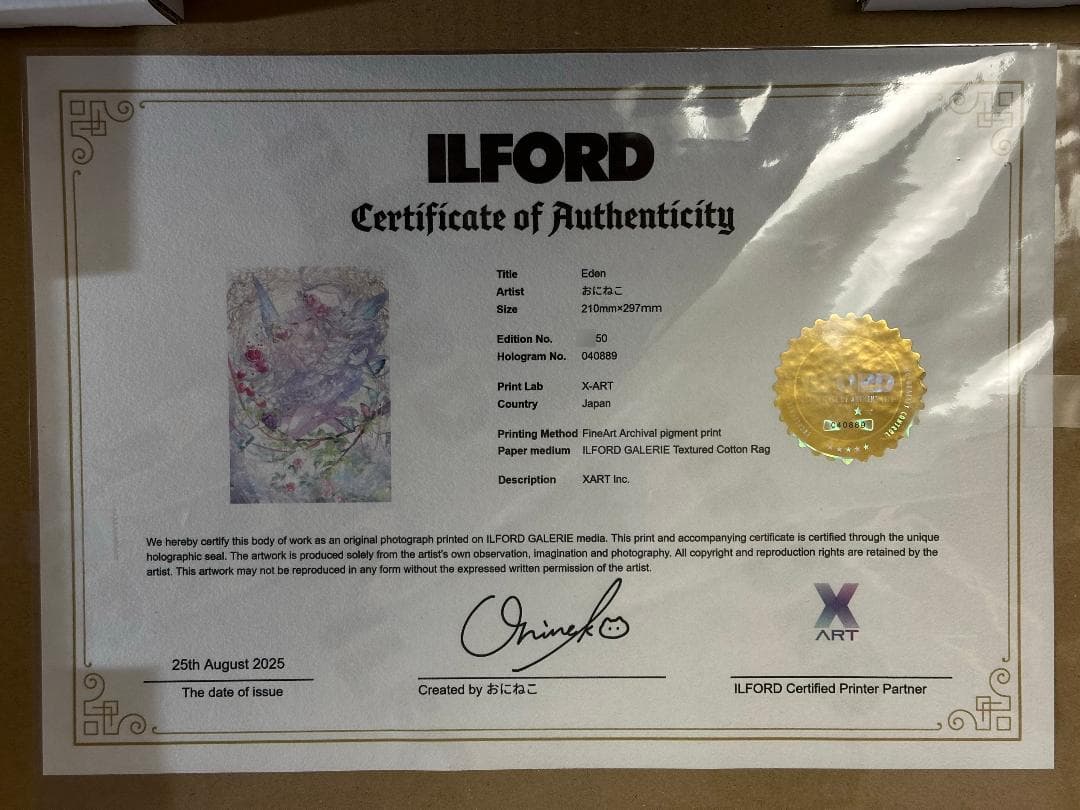 ILFORD
Certificate of Authenticity
Title Eden
Artist おにねこ
Size 210mm×297mm
Edition No. 50
Hologram No. 040889
Print Lab X-ART
Country Japan
Printing Method FineArt Archival pigment print
Paper medium ILFORD GALERIE Textured Cotton Rag
Description XART Inc.
040889
We hereby certify this body of work as an original photograph printed on ILFORD GALERIE media. This print and accompanying certificate is certified through the unique
holographic seal. The artwork is produced solely from the artist's own observation, imagination and photography. All copyright and reproduction rights are retained by the
artist. This artwork may not be reproduced in any form without the expressed written permission of the artist.
Onineko
X
ART
25th August 2025
The date of issue
Created by おにねこ
ILFORD Certified Printer Partner